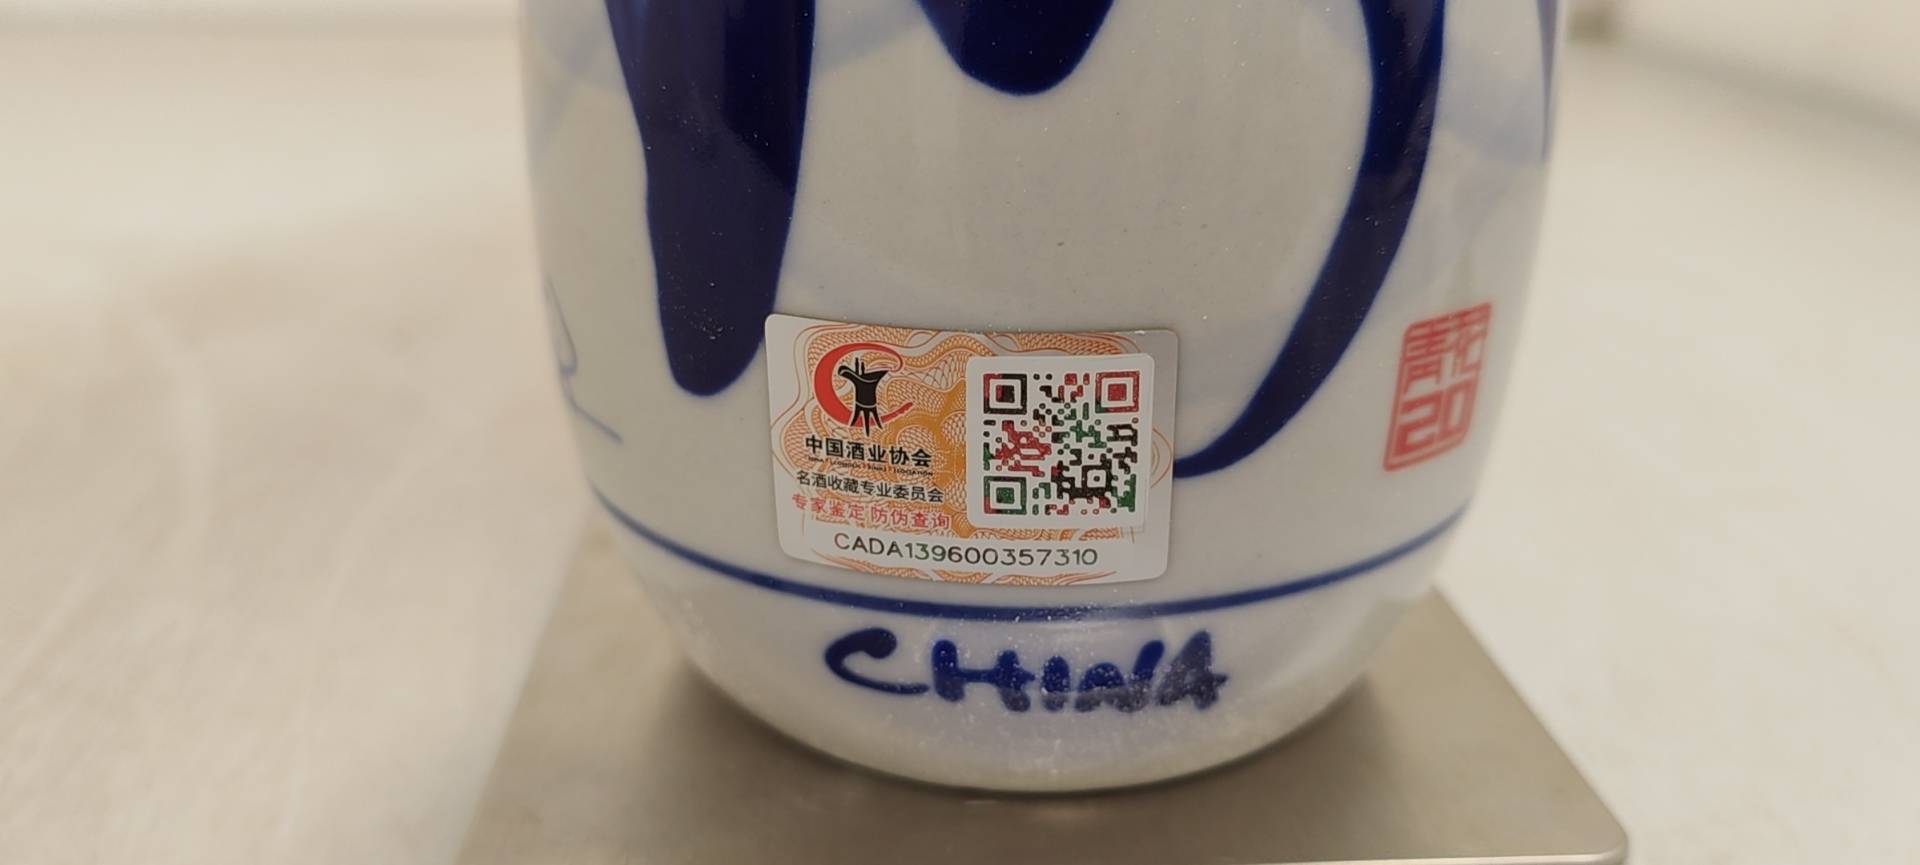 中国酒业协会
名酒收藏专业委员会
专家鉴定 防伪查询
CADA139600357310
CHINA
青花
20